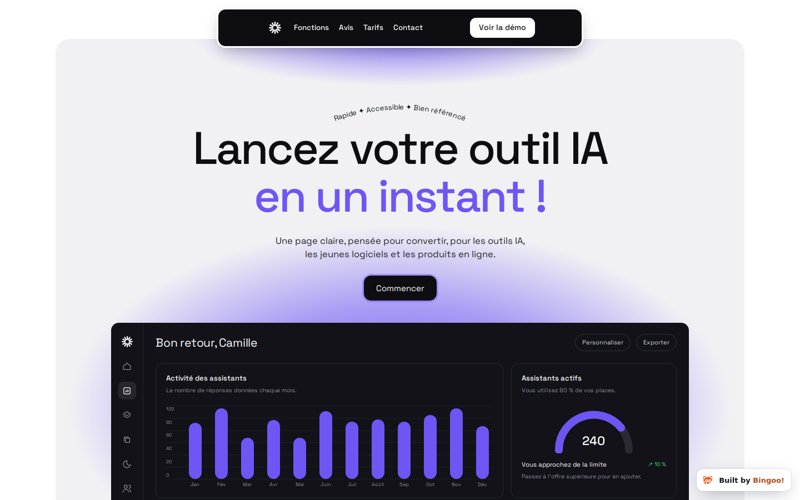 Fonctions Avis Tarifs Contact Voir la démo
Rapide ✦ Accessible ✦ Bien référencé
Lancez votre outil IA
en un instant !
Une page claire, pensée pour convertir, pour les outils IA,
les jeunes logiciels et les produits en ligne.
Commencer
Bon retour, Camille
Personnaliser
Exporter
Activité des assistants
Le nombre de réponses données chaque mois.
100
80
60
40
20
0
Jan Fév Mar Avr Mai Juin Juil Août Sep Oct Nov Déc
Assistants actifs
Vous utilisez 80 % de vos places.
240
Vous approchez de la limite ↗ 10 %
Passez à l'offre supérieure pour en ajouter.
Built by Bingoo!